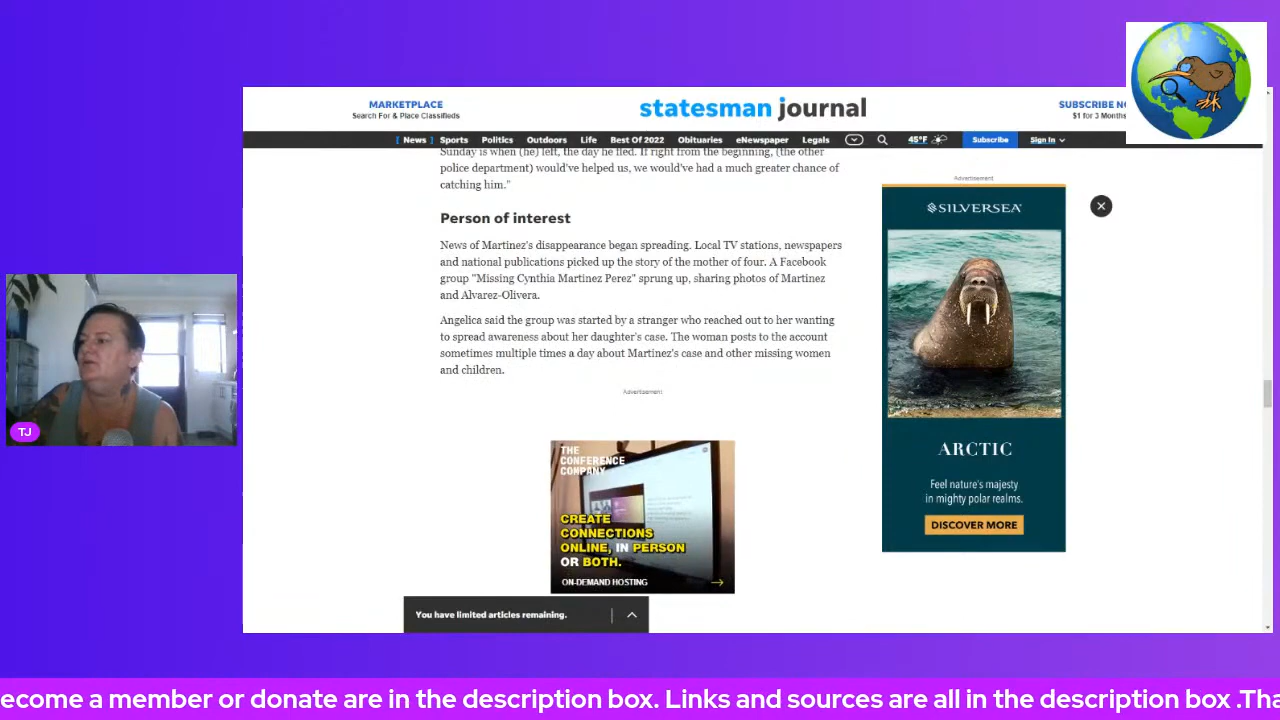 MARKETPLACE
Search For & Place Classifieds
statesman journal
SUBSCRIBE NO
$1 for 3 Months
[ News ] Sports Politics Outdoors Life Best Of 2022 Obituaries eNewspaper Legals 45°F Subscribe Sign In
Sunday is when (he) left, the day he fled. If right from the beginning, (the other
police department) would've helped us, we would've had a much greater chance of
catching him."
Person of interest
News of Martinez's disappearance began spreading. Local TV stations, newspapers
and national publications picked up the story of the mother of four. A Facebook
group "Missing Cynthia Martinez Perez" sprung up, sharing photos of Martinez
and Alvarez-Olivera.
Angelica said the group was started by a stranger who reached out to her wanting
to spread awareness about her daughter's case. The woman posts to the account
sometimes multiple times a day about Martinez's case and other missing women
and children.
Advertisement
THE
CONFERENCE
COMPANY
CREATE
CONNECTIONS
ONLINE, IN PERSON
OR BOTH.
ON-DEMAND HOSTING
You have limited articles remaining.
Advertisement
SILVERSEA
ARCTIC
Feel nature's majesty
in mighty polar realms.
DISCOVER MORE
TJ
ecome a member or donate are in the description box. Links and sources are all in the description box .Tha